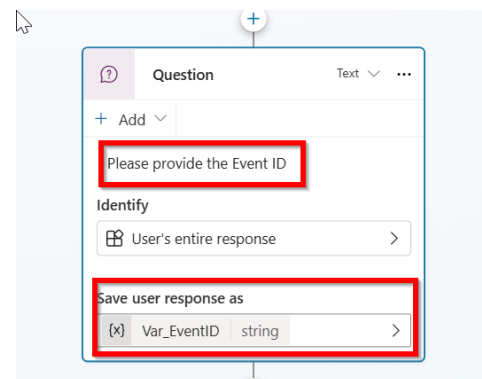 Question
Text
+ Add
Please provide the Event ID
Identify
User's entire response
Save user response as
{x} Var_EventID string